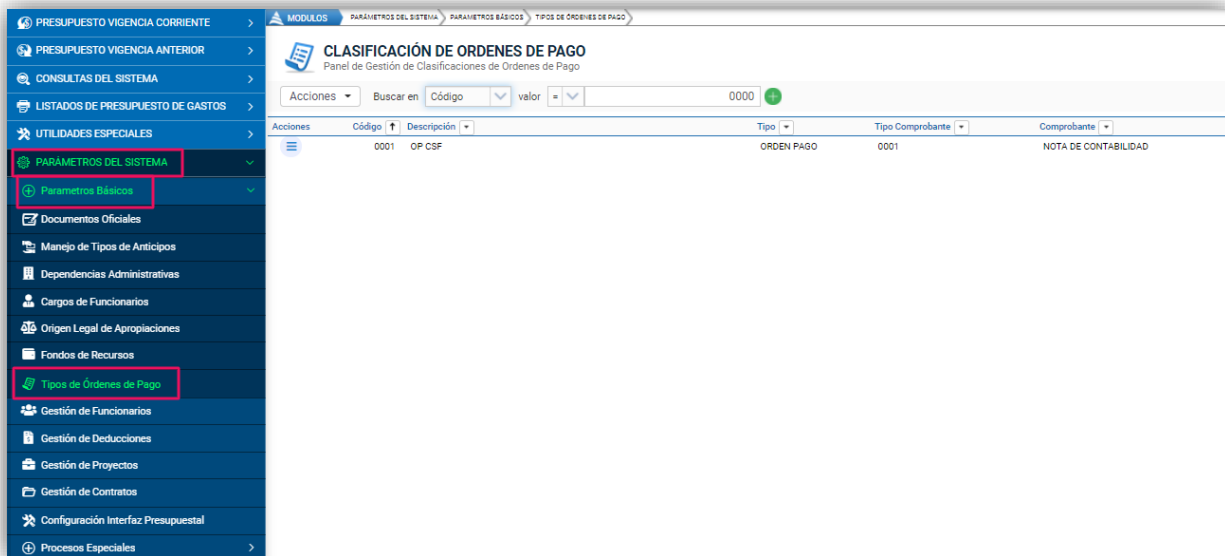 PRESUPUESTO VIGENCIA CORRIENTE
PRESUPUESTO VIGENCIA ANTERIOR
CONSULTAS DEL SISTEMA
LISTADOS DE PRESUPUESTO DE GASTOS
UTILIDADES ESPECIALES
PARÁMETROS DEL SISTEMA
Parametros Básicos
Documentos Oficiales
Manejo de Tipos de Anticipos
Dependencias Administrativas
Cargos de Funcionarios
Origen Legal de Apropiaciones
Fondos de Recursos
Tipos de Órdenes de Pago
Gestión de Funcionarios
Gestión de Deducciones
Gestión de Proyectos
Gestión de Contratos
Configuración Interfaz Presupuestal
Procesos Especiales
MODULOS PARÁMETROS DEL SISTEMA PARAMETROS BÁSICOS TIPOS DE ÓRDENES DE PAGO
CLASIFICACIÓN DE ORDENES DE PAGO
Panel de Gestión de Clasificaciones de Ordenes de Pago
Acciones Buscar en Código valor = 0000
Acciones Código Descripción Tipo Tipo Comprobante Comprobante
0001 OP CSF ORDEN PAGO 0001 NOTA DE CONTABILIDAD